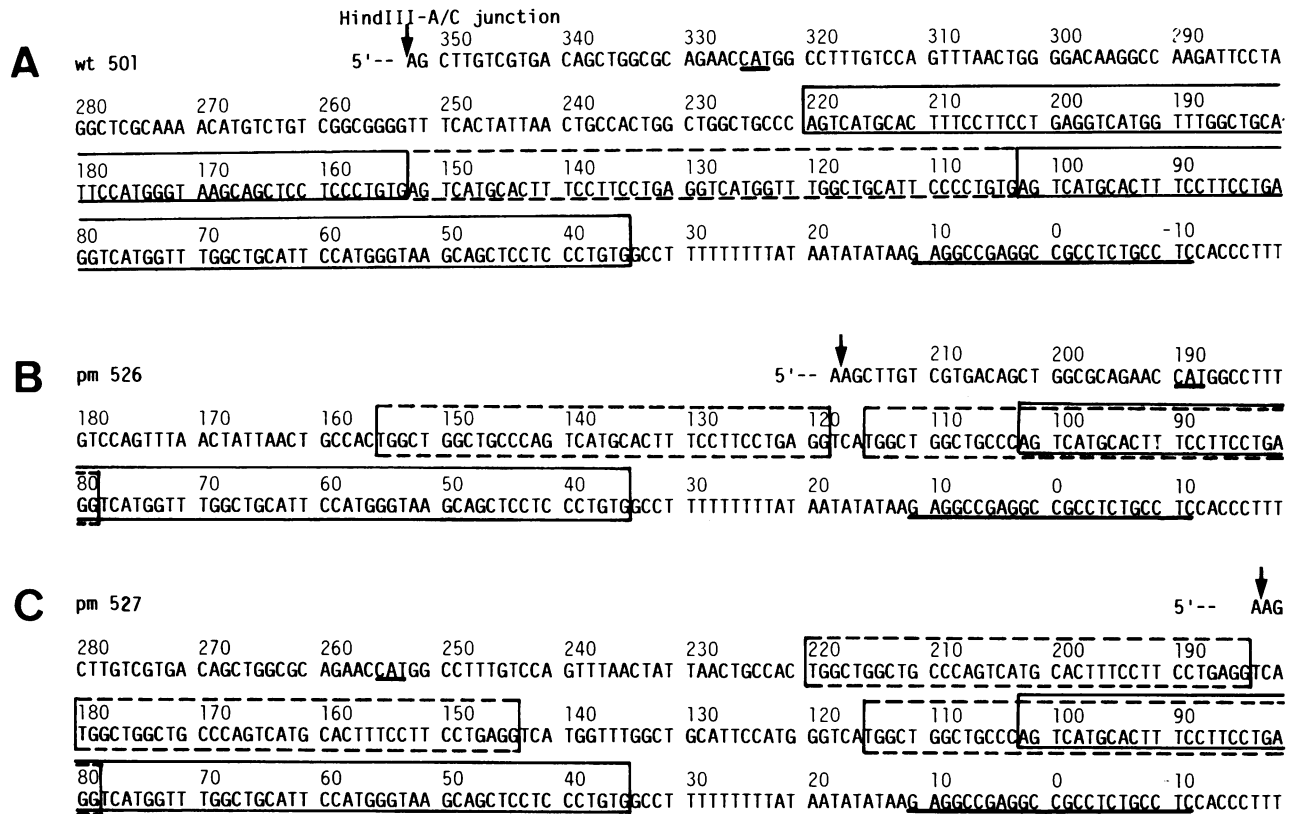 HindIII-A/C junction
350 340 330 320 310 300 290
A wt 501 5'-- AG CTTGTCGTGA CAGCTGGCGC AGAACCATGG CCTTTGTCCA GTTTAACTGG GGACAAGGCC AAGATTCCTA
280 270 260 250 240 230 220 210 200 190
GGCTCGCAAA ACATGTCTGT CGGCGGGGTT TCACTATTAA CTGCCACTGG CTGGCTGCCC AGTCATGCAC TTTCCTTCCT GAGGTCATGG TTTGGCTGCA
180 170 160 150 140 130 120 110 100 90
TTCCATGGGT AAGCAGCTCC TCCCTGTGAG TCATGCACTT TCCTTCCTGA GGTCATGGTT TGGCTGCATT CCCCTGTGAG TCATGCACTT TCCTTCCTGA
80 70 60 50 40 30 20 10 0 -10
GGTCATGGTT TGGCTGCATT CCATGGGTAA GCAGCTCCTC CCTGTGGCCT TTTTTTTTAT AATATATAAG AGGCCGAGGC CGCCTCTGCC TCCACCCTTT
210 200 190
B pm 526 5'-- AAGCTTGT CGTGACAGCT GGCGCAGAAC CATGGCCTTT
180 170 160 150 140 130 120 110 100 90
GTCCAGTTTA ACTATTAACT GCCACTGGCT GGCTGCCCAG TCATGCACTT TCCTTCCTGA GGTCATGGCT GGCTGCCCAG TCATGCACTT TCCTTCCTGA
80 70 60 50 40 30 20 10 0 10
GGTCATGGTT TGGCTGCATT CCATGGGTAA GCAGCTCCTC CCTGTGGCCT TTTTTTTTAT AATATATAAG AGGCCGAGGC CGCCTCTGCC TCCACCCTTT
C pm 527 5'-- AAG
280 270 260 250 240 230 220 210 200 190
CTTGTCGTGA CAGCTGGCGC AGAACCATGG CCTTTGTCCA GTTTAACTAT TAACTGCCAC TGGCTGGCTG CCCAGTCATG CACTTTCCTT CCTGAGGTCA
180 170 160 150 140 130 120 110 100 90
TGGCTGGCTG CCCAGTCATG CACTTTCCTT CCTGAGGTCA TGGTTTGGCT GCATTCCATG GGTCATGGCT GGCTGCCCAG TCATGCACTT TCCTTCCTGA
80 70 60 50 40 30 20 10 0 -10
GGTCATGGTT TGGCTGCATT CCATGGGTAA GCAGCTCCTC CCTGTGGCCT TTTTTTTTAT AATATATAAG AGGCCGAGGC CGCCTCTGCC TCCACCCTTT